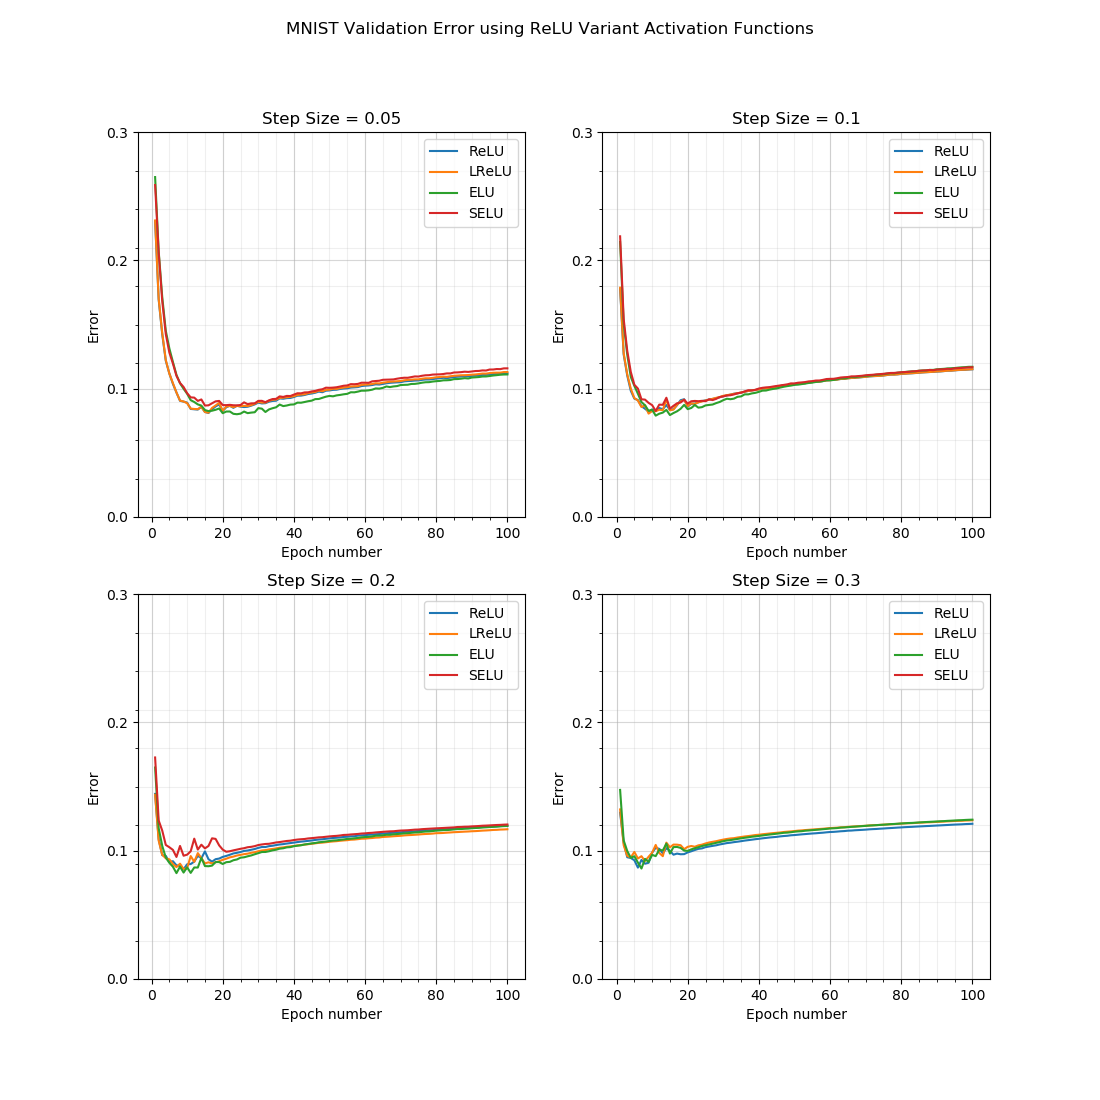 MNIST Validation Error using ReLU Variant Activation Functions
Step Size = 0.05
0.3
0.2
0.1
0.0
Error
ReLU
LReLU
ELU
SELU
0 20 40 60 80 100
Epoch number
Step Size = 0.1
0.3
0.2
0.1
0.0
Error
ReLU
LReLU
ELU
SELU
0 20 40 60 80 100
Epoch number
Step Size = 0.2
0.3
0.2
0.1
0.0
Error
ReLU
LReLU
ELU
SELU
0 20 40 60 80 100
Epoch number
Step Size = 0.3
0.3
0.2
0.1
0.0
Error
ReLU
LReLU
ELU
SELU
0 20 40 60 80 100
Epoch number